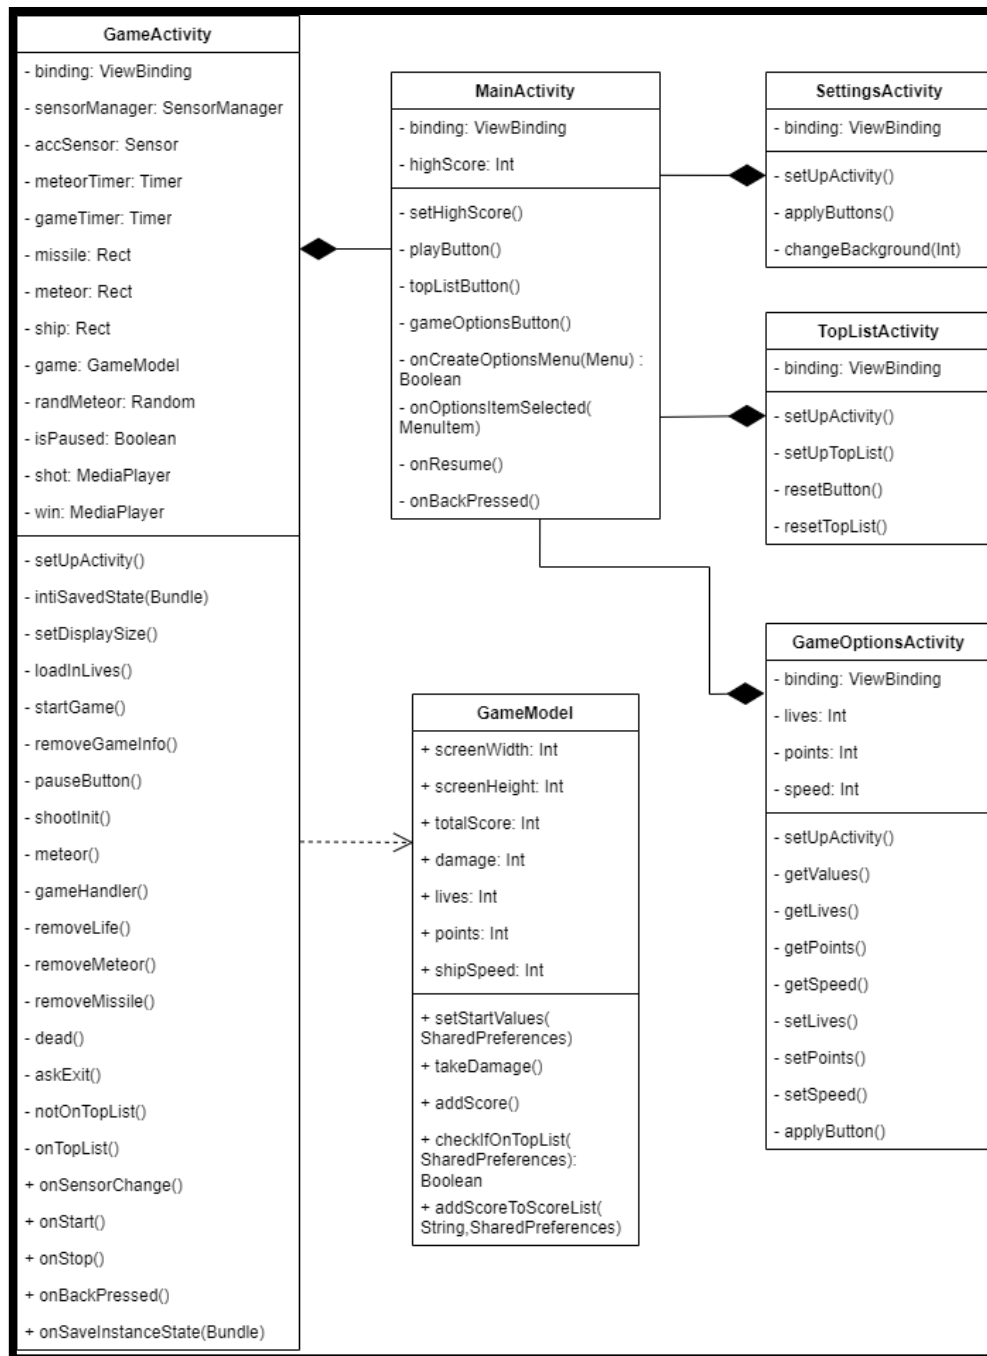 GameActivity
- binding: ViewBinding
- sensorManager: SensorManager
- accSensor: Sensor
- meteorTimer: Timer
- gameTimer: Timer
- missile: Rect
- meteor: Rect
- ship: Rect
- game: GameModel
- randMeteor: Random
- isPaused: Boolean
- shot: MediaPlayer
- win: MediaPlayer
- setUpActivity()
- intiSavedState(Bundle)
- setDisplaySize()
- loadInLives()
- startGame()
- removeGameInfo()
- pauseButton()
- shootInit()
- meteor()
- gameHandler()
- removeLife()
- removeMeteor()
- removeMissile()
- dead()
- askExit()
- notOnTopList()
- onTopList()
+ onSensorChange()
+ onStart()
+ onStop()
+ onBackPressed()
+ onSaveInstanceState(Bundle)
MainActivity
- binding: ViewBinding
- highScore: Int
- setHighScore()
- playButton()
- topListButton()
- gameOptionsButton()
- onCreateOptionsMenu(Menu) :
Boolean
- onOptionsItemSelected(
MenuItem)
- onResume()
- onBackPressed()
GameModel
+ screenWidth: Int
+ screenHeight: Int
+ totalScore: Int
+ damage: Int
+ lives: Int
+ points: Int
+ shipSpeed: Int
+ setStartValues(
SharedPreferences)
+ takeDamage()
+ addScore()
+ checkIfOnTopList(
SharedPreferences):
Boolean
+ addScoreToScoreList(
String,SharedPreferences)
SettingsActivity
- binding: ViewBinding
- setUpActivity()
- applyButtons()
- changeBackground(Int)
TopListActivity
- binding: ViewBinding
- setUpActivity()
- setUpTopList()
- resetButton()
- resetTopList()
GameOptionsActivity
- binding: ViewBinding
- lives: Int
- points: Int
- speed: Int
- setUpActivity()
- getValues()
- getLives()
- getPoints()
- getSpeed()
- setLives()
- setPoints()
- setSpeed()
- applyButton()